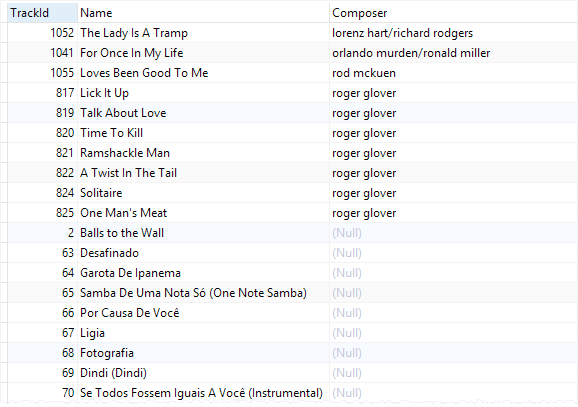 TrackId Name Composer
1052 The Lady Is A Tramp lorenz hart/richard rodgers
1041 For Once In My Life orlando murden/ronald miller
1055 Loves Been Good To Me rod mckuen
817 Lick It Up roger glover
819 Talk About Love roger glover
820 Time To Kill roger glover
821 Ramshackle Man roger glover
822 A Twist In The Tail roger glover
824 Solitaire roger glover
825 One Man's Meat roger glover
2 Balls to the Wall (Null)
63 Desafinado (Null)
64 Garota De Ipanema (Null)
65 Samba De Uma Nota Só (One Note Samba) (Null)
66 Por Causa De Você (Null)
67 Ligia (Null)
68 Fotografia (Null)
69 Dindi (Dindi) (Null)
70 Se Todos Fossem Iguais A Você (Instrumental) (Null)